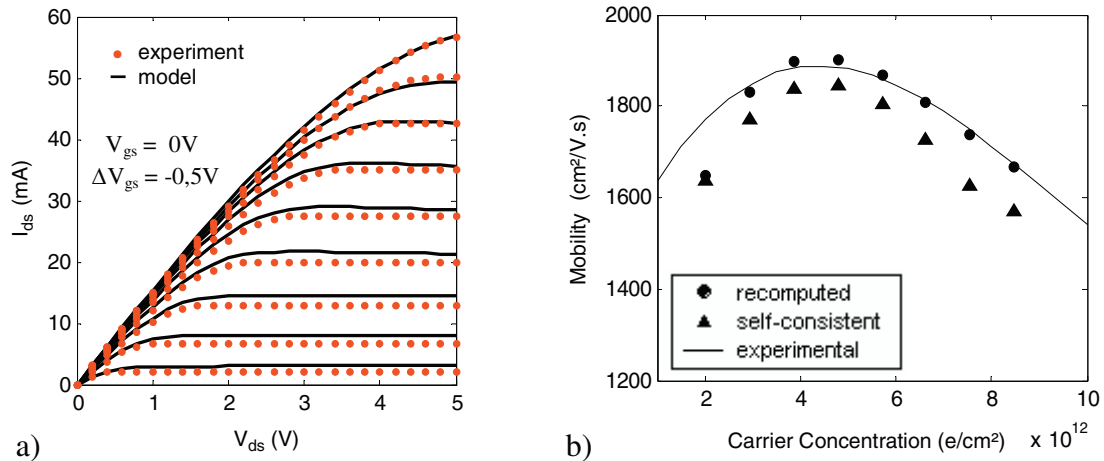 60
50
40
30
20
10
0
I_ds (mA)
experiment
model
V_gs = 0V
ΔV_gs = -0,5V
0 1 2 3 4 5
V_ds (V)
a)
2000
1800
1600
1400
1200
Mobility (cm²/V.s)
recomputed
self-consistent
experimental
2 4 6 8 10
Carrier Concentration (e/cm²) x 10^12
b)